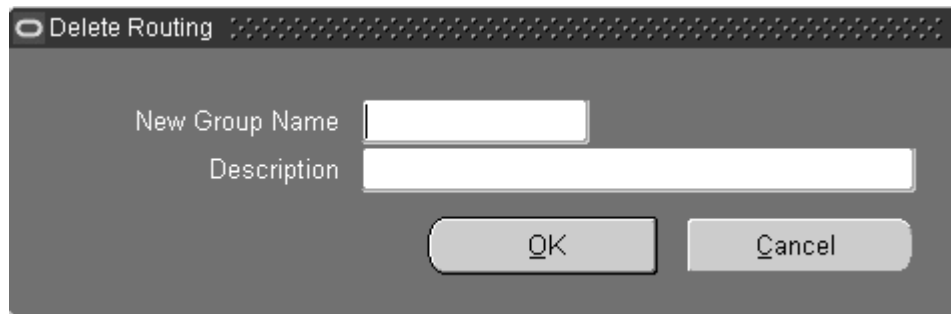 Delete Routing
New Group Name
Description
OK
Cancel